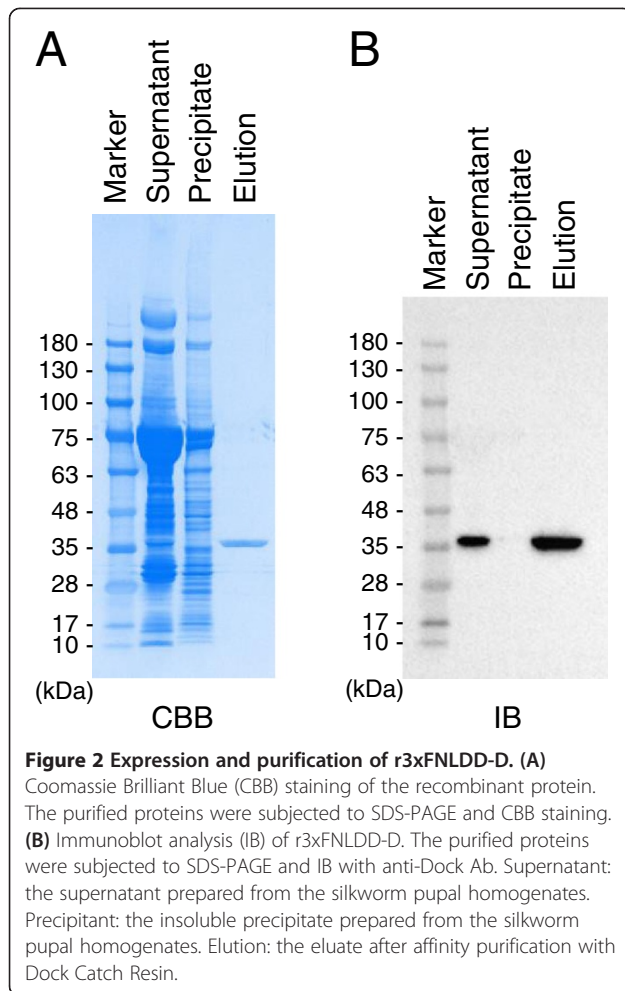 A
Marker
Supernatant
Precipitate
Elution
180 -
130 -
100 -
75 -
63 -
48 -
35 -
28 -
17 -
10 -
(kDa)
CBB
B
Marker
Supernatant
Precipitate
Elution
180 -
130 -
100 -
75 -
63 -
48 -
35 -
28 -
17 -
10 -
(kDa)
IB
Figure 2 Expression and purification of r3xFNLDD-D. (A)
Coomassie Brilliant Blue (CBB) staining of the recombinant protein.
The purified proteins were subjected to SDS-PAGE and CBB staining.
(B) Immunoblot analysis (IB) of r3xFNLDD-D. The purified proteins
were subjected to SDS-PAGE and IB with anti-Dock Ab. Supernatant:
the supernatant prepared from the silkworm pupal homogenates.
Precipitant: the insoluble precipitate prepared from the silkworm
pupal homogenates. Elution: the eluate after affinity purification with
Dock Catch Resin.